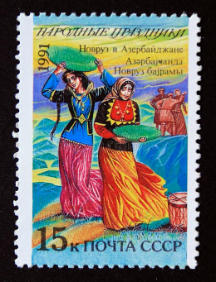 НАРОДНЫЕ ПРАЗДНИКИ
Новруз в Азербайджане
Азәрбајҹанда
Новруз бајрамы
1991
15к ПОЧТА СССР